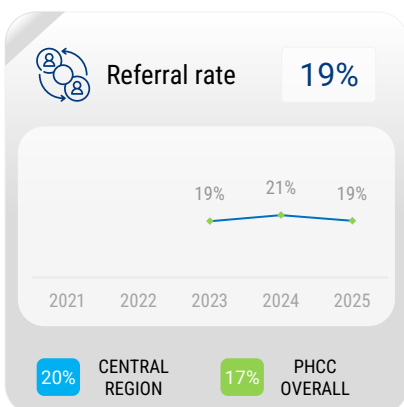 Referral rate 19%
19% 21% 19%
2021 2022 2023 2024 2025
20% CENTRAL REGION
17% PHCC OVERALL